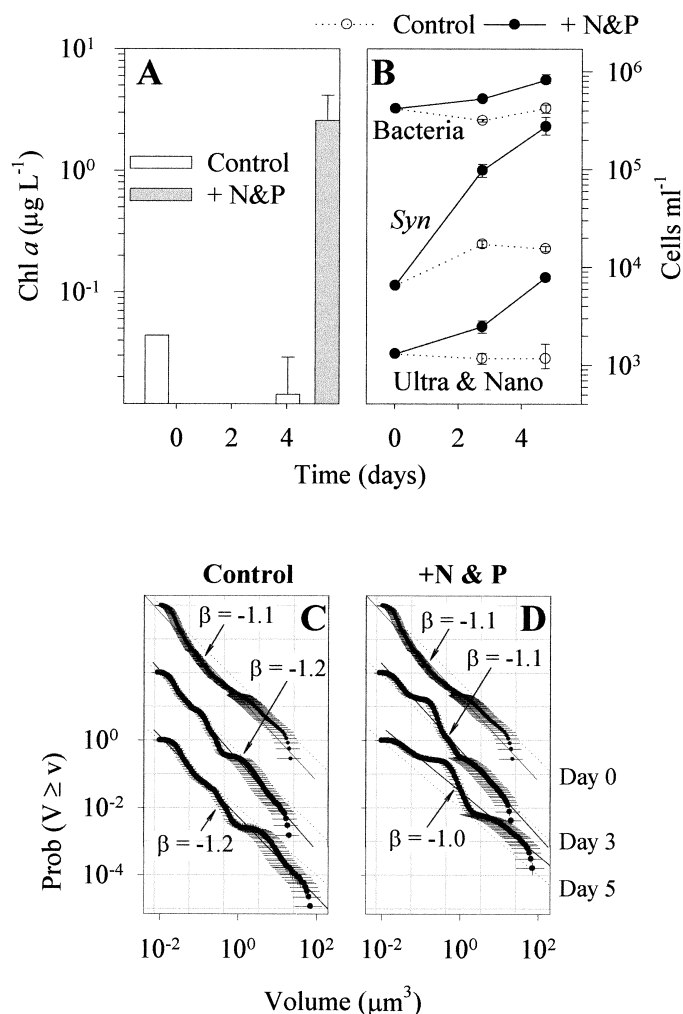 Control + N&P
A
Chl a (µg L⁻¹)
10¹
10⁰
10⁻¹
Control
+ N&P
0 2 4
B
Bacteria
Syn
Ultra & Nano
10⁶
10⁵
10⁴
10³
Cells ml⁻¹
0 2 4
Time (days)
Control
C
β = -1.1
β = -1.2
β = -1.2
Prob (V ≥ v)
10⁰
10⁻²
10⁻⁴
10⁻² 10⁰ 10²
+N & P
D
β = -1.1
β = -1.1
β = -1.0
Day 0
Day 3
Day 5
10⁻² 10⁰ 10²
Volume (µm³)